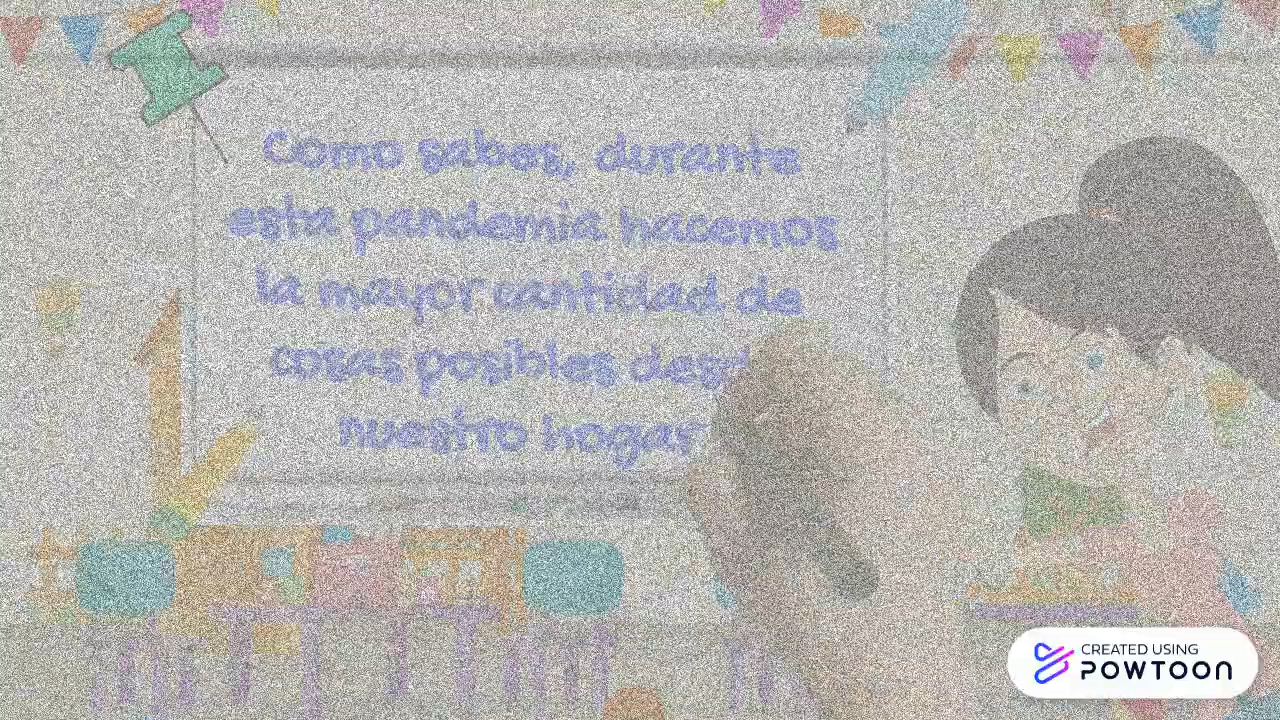 Como sabes, durante
esta pandemia hacemos
la mayor cantidad de
cosas posibles
nuestro hogar
CREATED USING
POWTOON